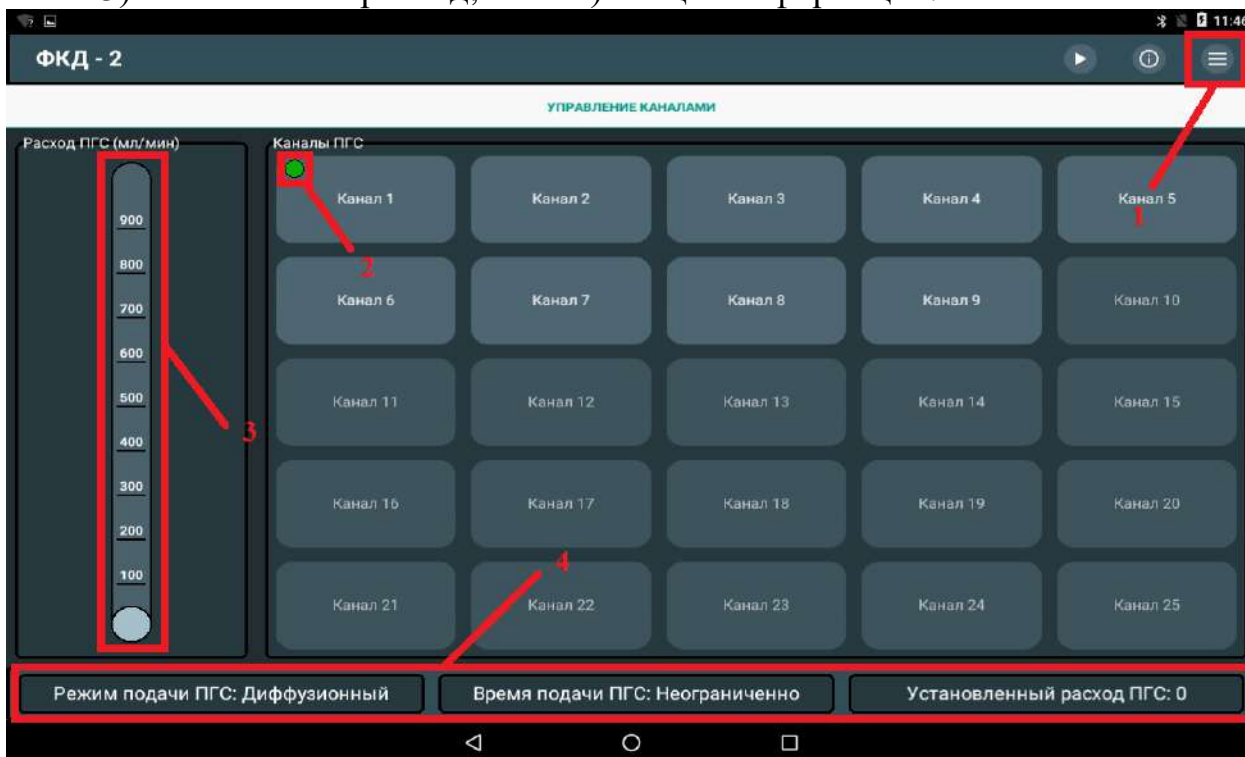 11:46
ФКД - 2
УПРАВЛЕНИЕ КАНАЛАМИ
Расход ПГС (мл/мин)
Каналы ПГС
900
800
700
600
500
400
300
200
100
3
Канал 1
Канал 2
Канал 3
Канал 4
Канал 5
1
2
Канал 6
Канал 7
Канал 8
Канал 9
Канал 10
Канал 11
Канал 12
Канал 13
Канал 14
Канал 15
Канал 16
Канал 17
Канал 18
Канал 19
Канал 20
4
Канал 21
Канал 22
Канал 23
Канал 24
Канал 25
Режим подачи ПГС: Диффузионный
Время подачи ПГС: Неограниченно
Установленный расход ПГС: 0